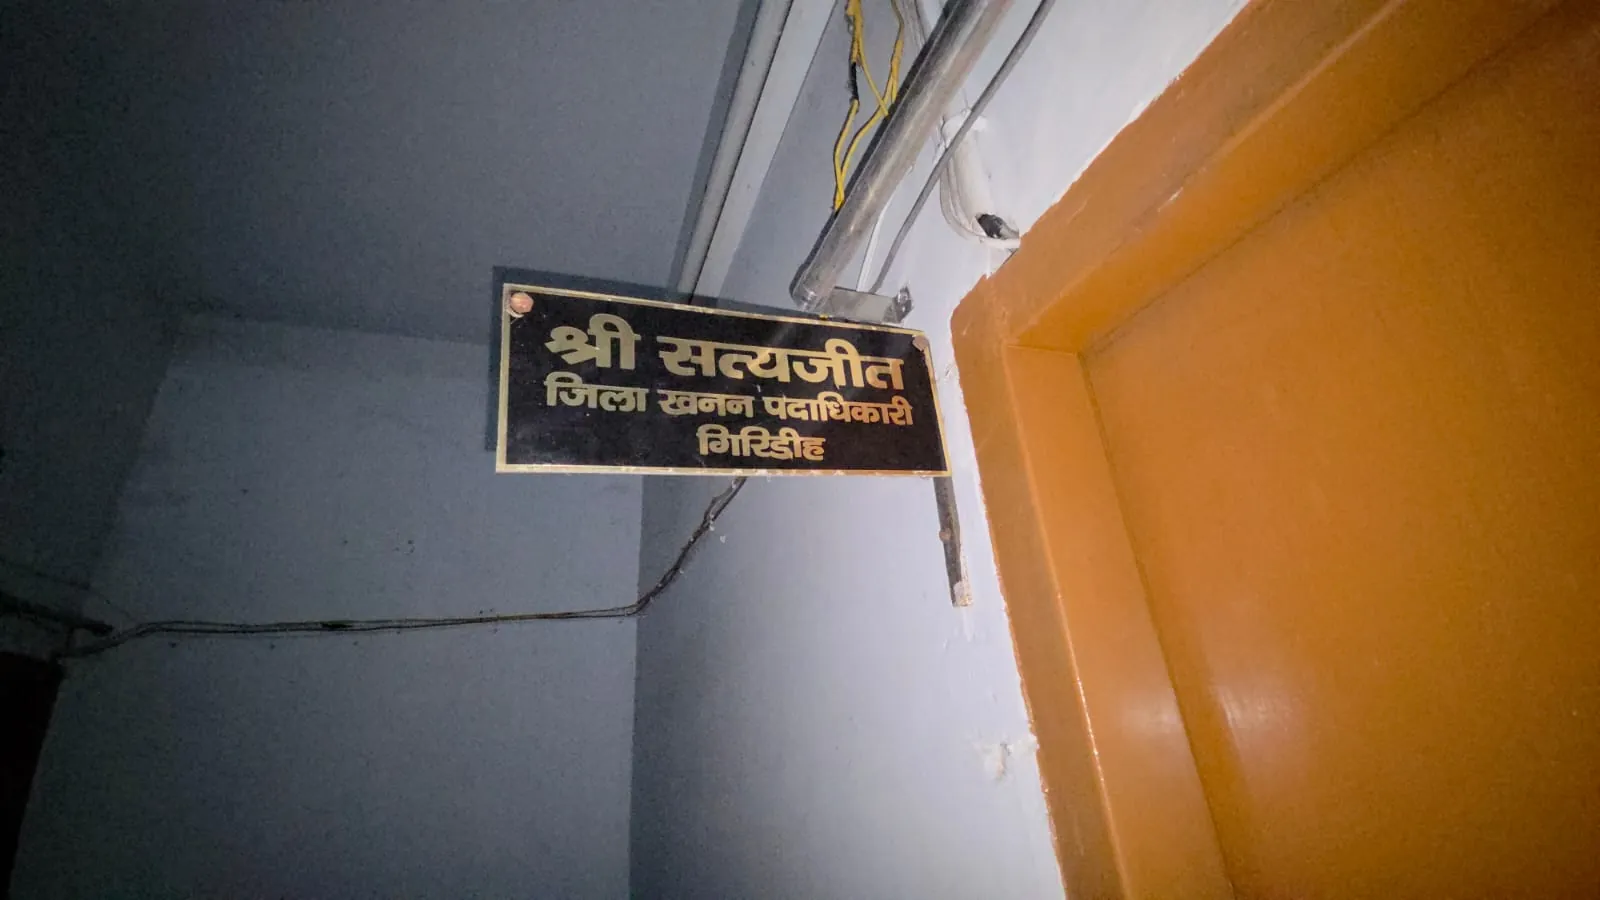 श्री सत्यजीत
जिला खनन पदाधिकारी
गिरिडीह